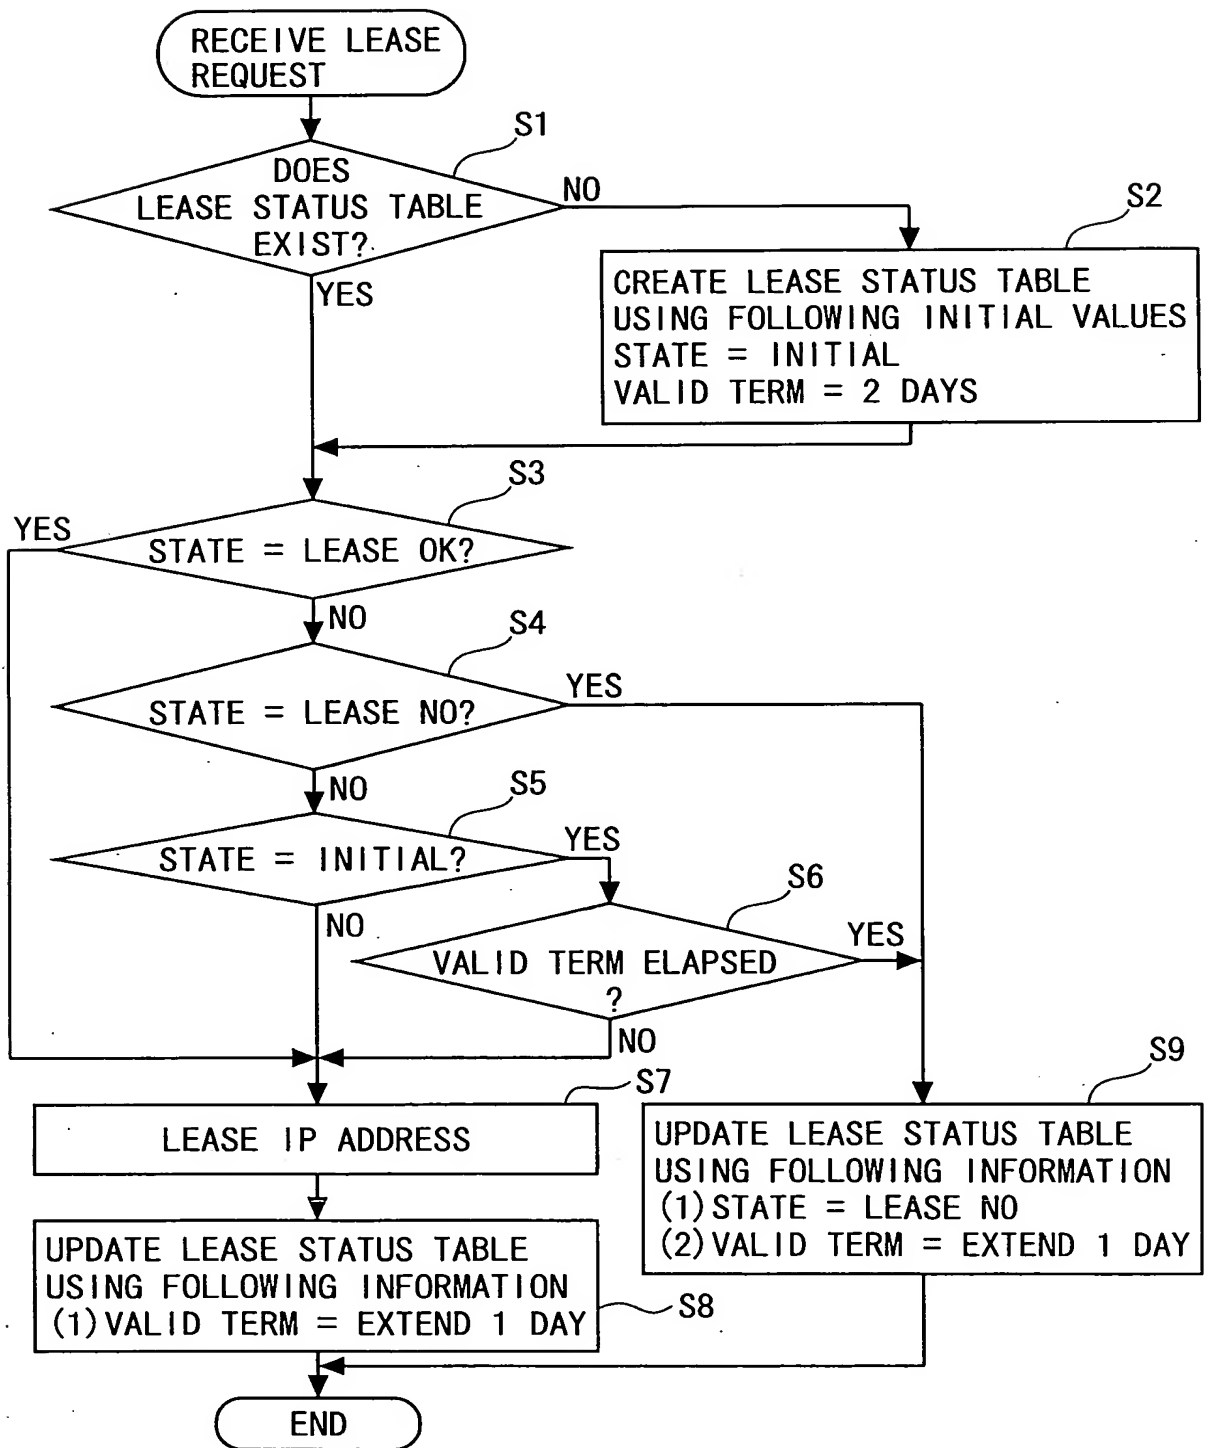 RECEIVE LEASE
REQUEST
S1
DOES
LEASE STATUS TABLE
EXIST?
NO
YES
S2
CREATE LEASE STATUS TABLE
USING FOLLOWING INITIAL VALUES
STATE = INITIAL
VALID TERM = 2 DAYS
S3
YES
STATE = LEASE OK?
NO
S4
STATE = LEASE NO?
YES
NO
S5
STATE = INITIAL?
YES
NO
S6
VALID TERM ELAPSED
?
YES
NO
S7
LEASE IP ADDRESS
S8
UPDATE LEASE STATUS TABLE
USING FOLLOWING INFORMATION
(1)VALID TERM = EXTEND 1 DAY
S9
UPDATE LEASE STATUS TABLE
USING FOLLOWING INFORMATION
(1)STATE = LEASE NO
(2)VALID TERM = EXTEND 1 DAY
END